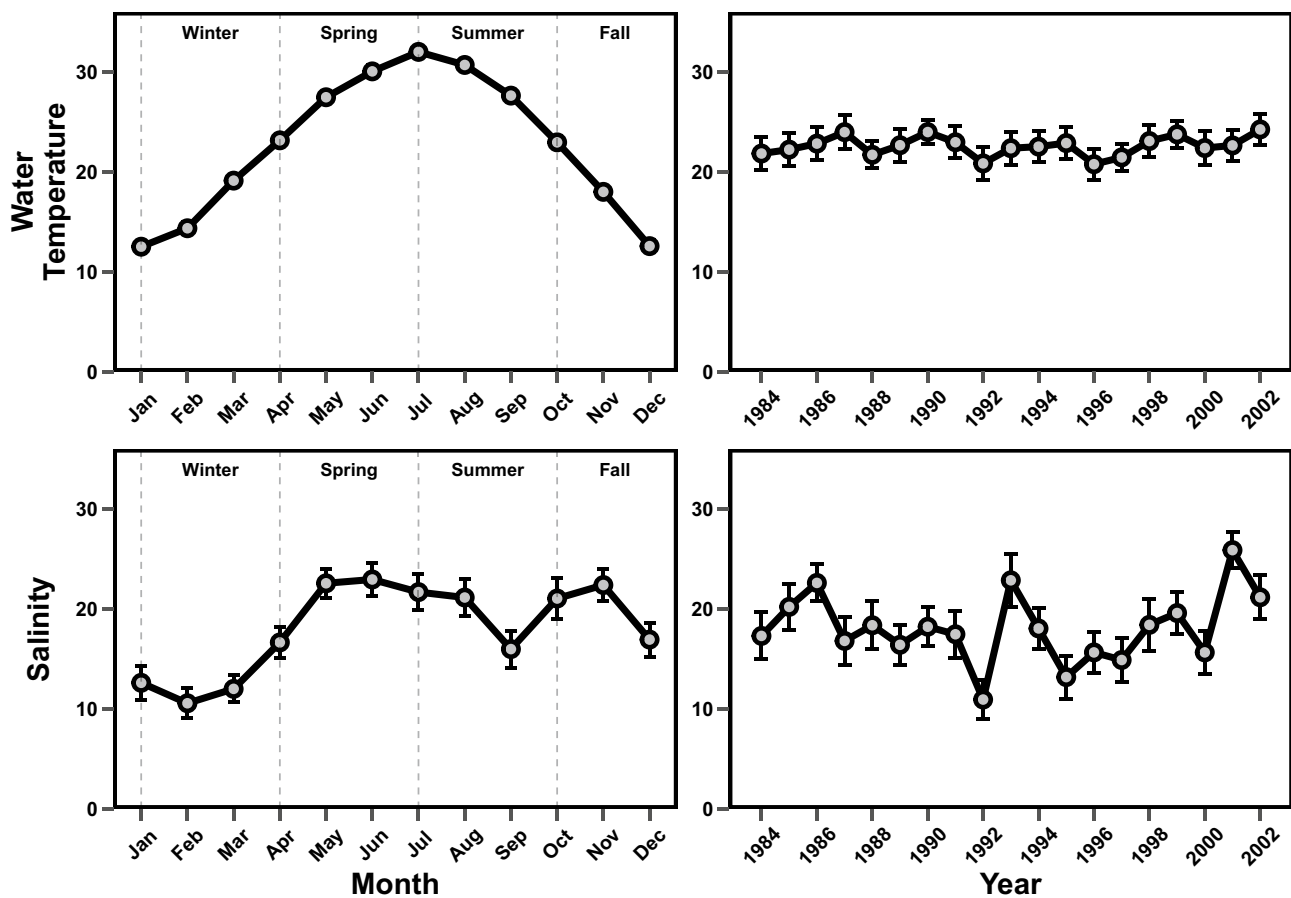 Winter Spring Summer Fall
Water
Temperature
30
20
10
0
Jan Feb Mar Apr May Jun Jul Aug Sep Oct Nov Dec
30
20
10
0
1984 1986 1988 1990 1992 1994 1996 1998 2000 2002
Winter Spring Summer Fall
Salinity
30
20
10
0
Jan Feb Mar Apr May Jun Jul Aug Sep Oct Nov Dec
Month
30
20
10
0
1984 1986 1988 1990 1992 1994 1996 1998 2000 2002
Year